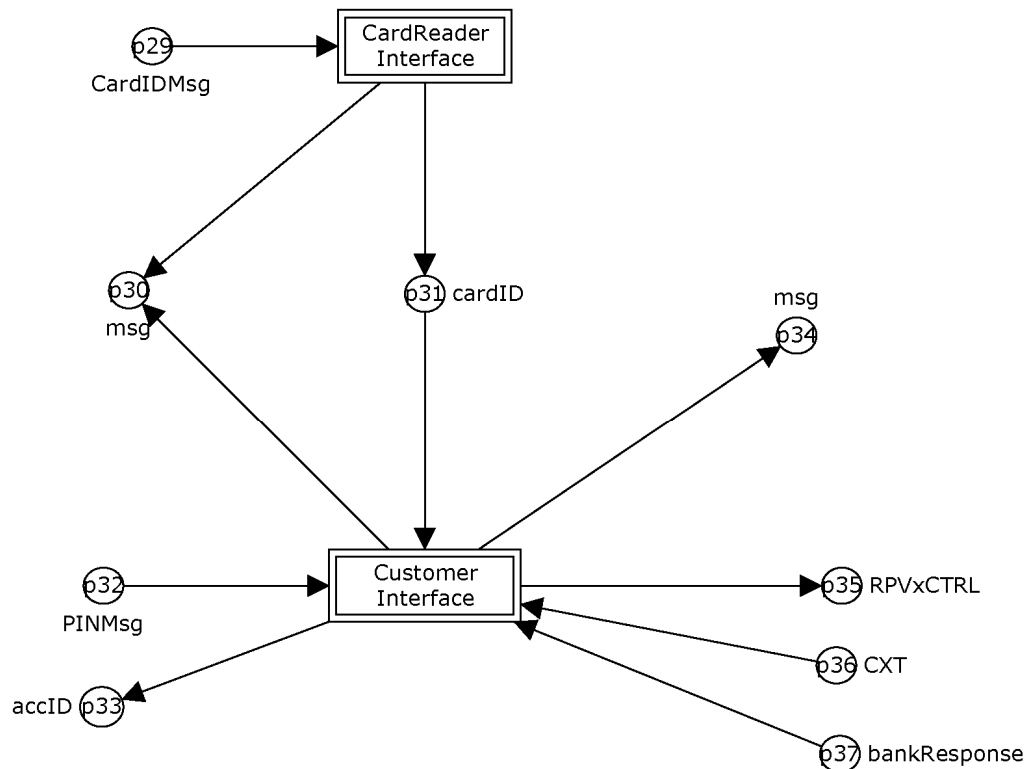 CardReader
Interface
p29
CardIDMsg
p30
msg
p31 cardID
msg
p34
Customer
Interface
p32
PINMsg
p35 RPVxCTRL
p36 CXT
accID p33
p37 bankResponse